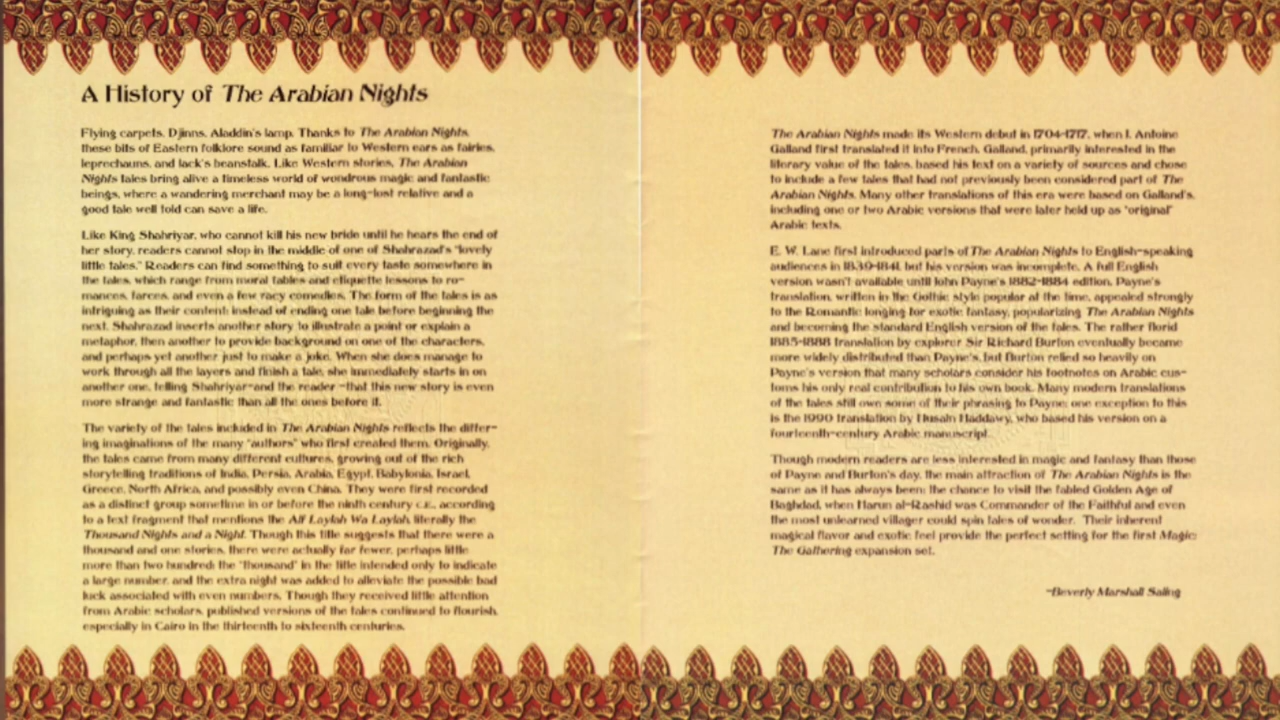 A History of The Arabian Nights
Flying carpets. Djinns. Aladdin's lamp. Thanks to The Arabian Nights,
these bits of Eastern folklore sound as familiar to Western ears as fairies,
leprechauns, and Jack's beanstalk. Like Western stories, The Arabian
Nights tales bring alive a timeless world of wondrous magic and fantastic
beings, where a wandering merchant may be a long-lost relative and a
good tale well told can save a life.
Like King Shahriyar, who cannot kill his new bride until he hears the end of
her story, readers cannot stop in the middle of one of Shahrazad's "lovely
little tales." Readers can find something to suit every taste somewhere in
the tales, which range from moral fables and etiquette lessons to ro-
mances, farces, and even a few racy comedies. The form of the tales is as
intriguing as their content: instead of ending one tale before beginning the
next, Shahrazad inserts another story to illustrate a point or explain a
metaphor, then another to provide background on one of the characters,
and perhaps yet another just to make a joke. When she does manage to
work through all the layers and finish a tale, she immediately starts in on
another one, telling Shahriyar-and the reader -that this new story is even
more strange and fantastic than all the ones before it.
The variety of the tales included in The Arabian Nights reflects the differ-
ing imaginations of the many "authors" who first created them. Originally,
the tales came from many different cultures, growing out of the rich
storytelling traditions of India, Persia, Arabia, Egypt, Babylonia, Israel,
Greece, North Africa, and possibly even China. They were first recorded
as a distinct group sometime in or before the ninth century C.E., according
to a text fragment that mentions the Alf Laylah Wa Laylah, literally the
Thousand Nights and a Night. Though this title suggests that there were a
thousand and one stories, there were actually far fewer, perhaps little
more than two hundred; the "thousand" in the title intended only to indicate
a large number, and the extra night was added to alleviate the possible bad
luck associated with even numbers. Though they received little attention
from Arabic scholars, published versions of the tales continued to flourish,
especially in Cairo in the thirteenth to sixteenth centuries.
The Arabian Nights made its Western debut in 1704-1717, when J. Antoine
Galland first translated it into French. Galland, primarily interested in the
literary value of the tales, based his text on a variety of sources and chose
to include a few tales that had not previously been considered part of The
Arabian Nights. Many other translations of this era were based on Galland's,
including one or two Arabic versions that were later held up as "original"
Arabic texts.
E. W. Lane first introduced parts of The Arabian Nights to English-speaking
audiences in 1839-1841, but his version was incomplete. A full English
version wasn't available until John Payne's 1882-1884 edition. Payne's
translation, written in the Gothic style popular at the time, appealed strongly
to the Romantic longing for exotic fantasy, popularizing The Arabian Nights
and becoming the standard English version of the tales. The rather florid
1885-1888 translation by explorer Sir Richard Burton eventually became
more widely distributed than Payne's, but Burton relied so heavily on
Payne's version that many scholars consider his footnotes on Arabic cus-
toms his only real contribution to his own book. Many modern translations
of the tales still owe some of their phrasing to Payne; one exception to this
is the 1990 translation by Husain Haddawy, who based his version on a
fourteenth-century Arabic manuscript.
Though modern readers are less interested in magic and fantasy than those
of Payne and Burton's day, the main attraction of The Arabian Nights is the
same as it has always been: the chance to visit the fabled Golden Age of
Baghdad, when Harun al-Rashid was Commander of the Faithful and even
the most unlearned villager could spin tales of wonder. Their inherent
magical flavor and exotic feel provide the perfect setting for the first Magic:
The Gathering expansion set.
-Beverly Marshall Saling